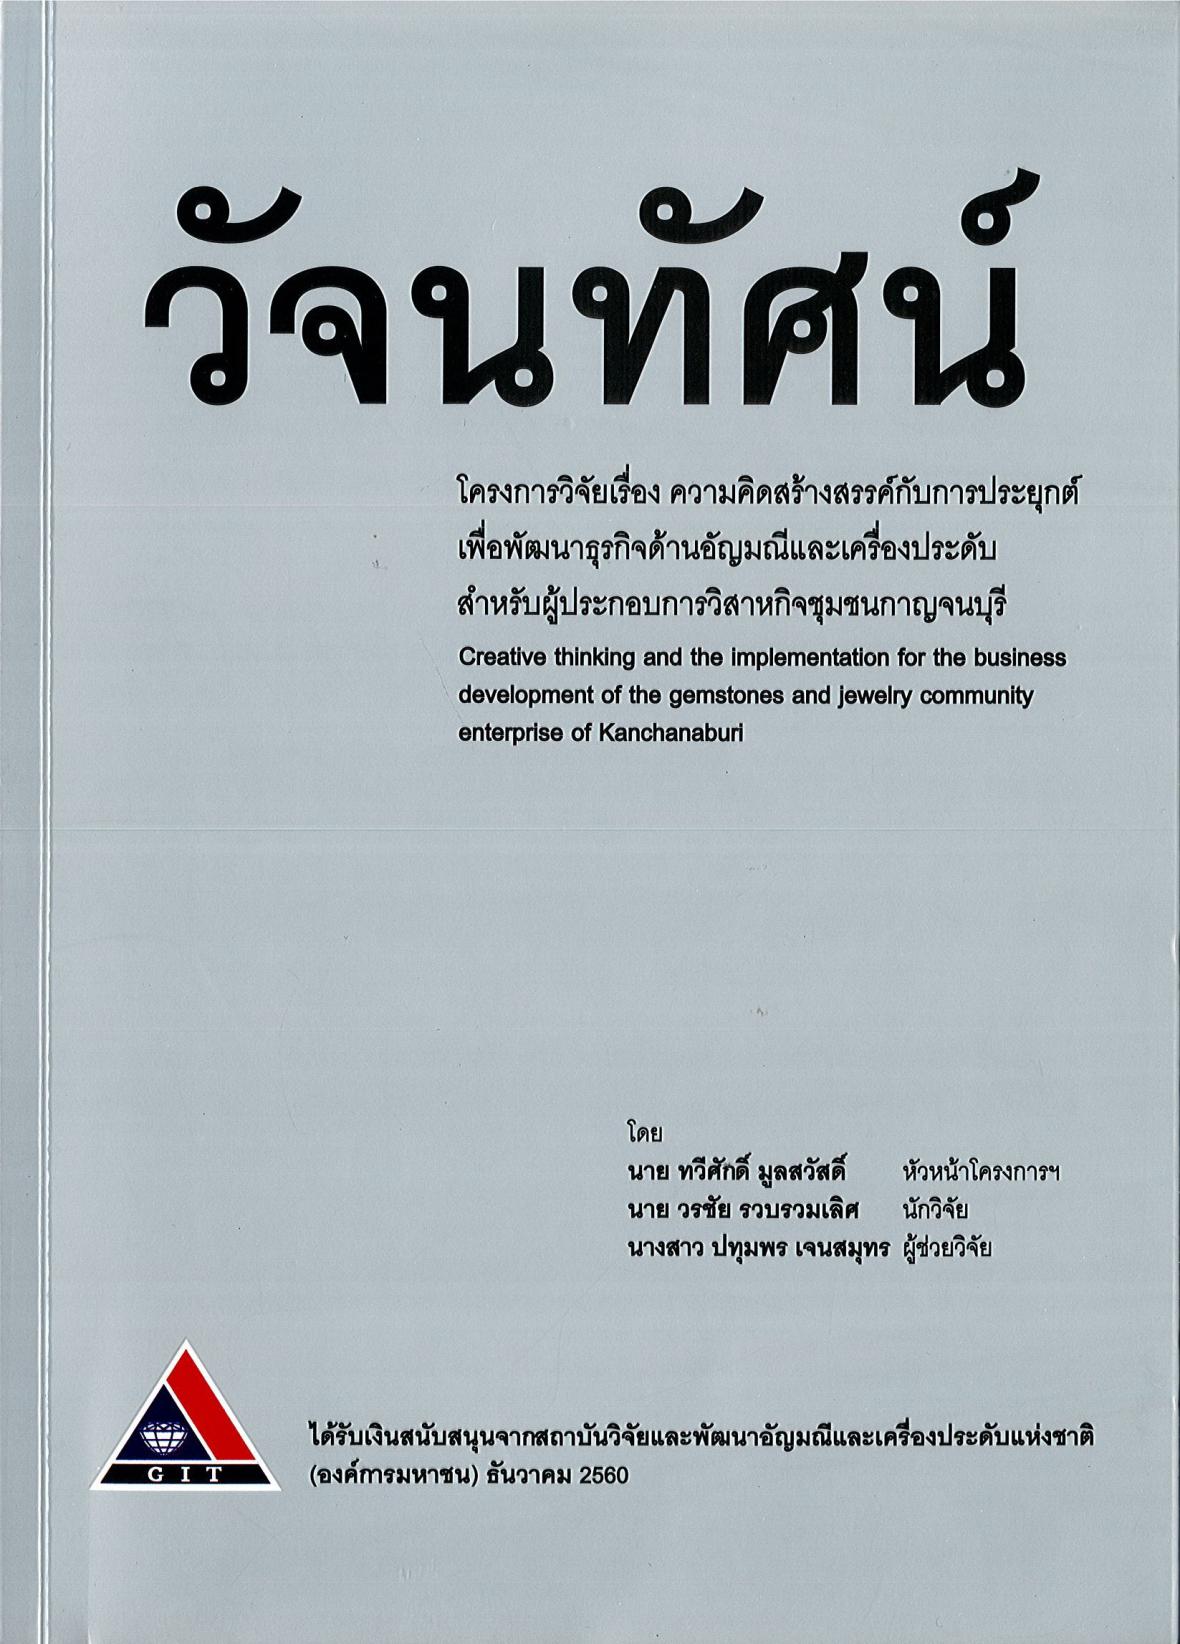 วัจนทัศน์
โครงการวิจัยเรื่อง ความคิดสร้างสรรค์กับการประยุกต์
เพื่อพัฒนาธุรกิจด้านอัญมณีและเครื่องประดับ
สำหรับผู้ประกอบการวิสาหกิจชุมชนกาญจนบุรี
Creative thinking and the implementation for the business
development of the gemstones and jewelry community
enterprise of Kanchanaburi
โดย
นาย ทวีศักดิ์ มูลสวัสดิ์ หัวหน้าโครงการฯ
นาย วรชัย รวบรวมเลิศ นักวิจัย
นางสาว ปทุมพร เจนสมุทร ผู้ช่วยวิจัย
GIT
ได้รับเงินสนับสนุนจากสถาบันวิจัยและพัฒนาอัญมณีและเครื่องประดับแห่งชาติ
(องค์การมหาชน) ธันวาคม 2560